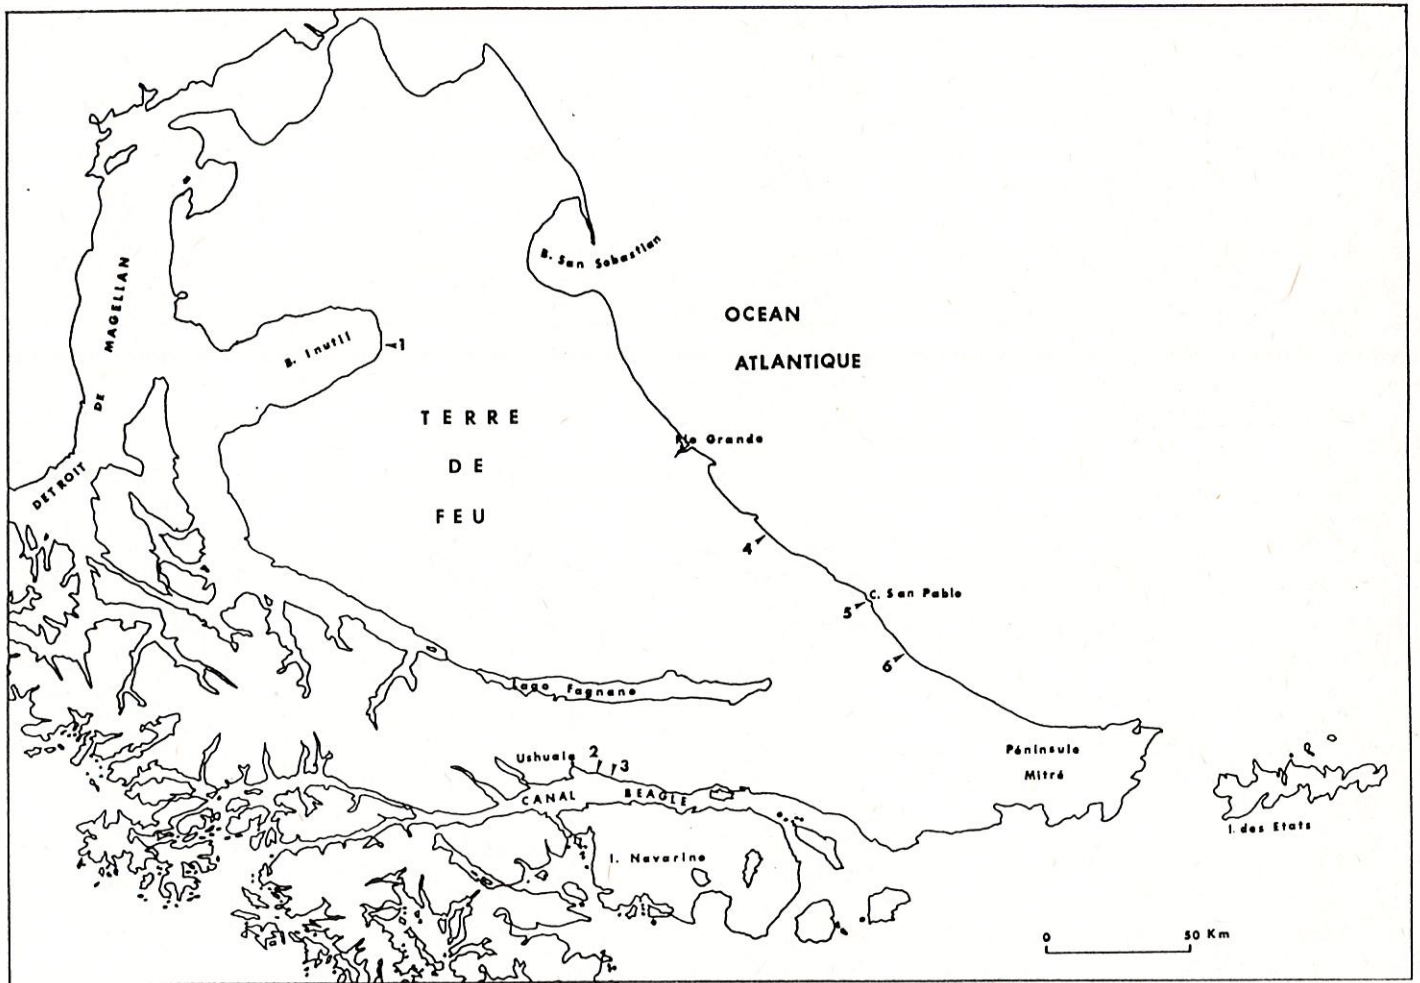 B. San Sebastian
OCEAN
ATLANTIQUE
DETROIT DE MAGELLAN
B. Inutil
1
TERRE
DE
FEU
Rio Grande
4
C. San Pablo
5
6
Lago Fagnano
Ushuaia
2
3
CANAL BEAGLE
Péninsule
Mitré
I. des Etats
I. Navarino
0 50 Km